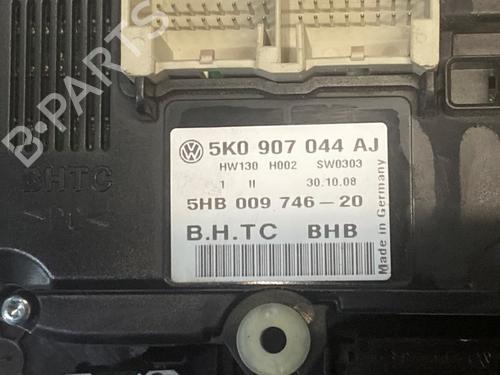 B-PARTS
5K0 907 044 AJ
HW130 H002 SW0303
1 II 30.10.08
5HB 009 746-20
B.H.TC BHB
Made in Germany
BHTC